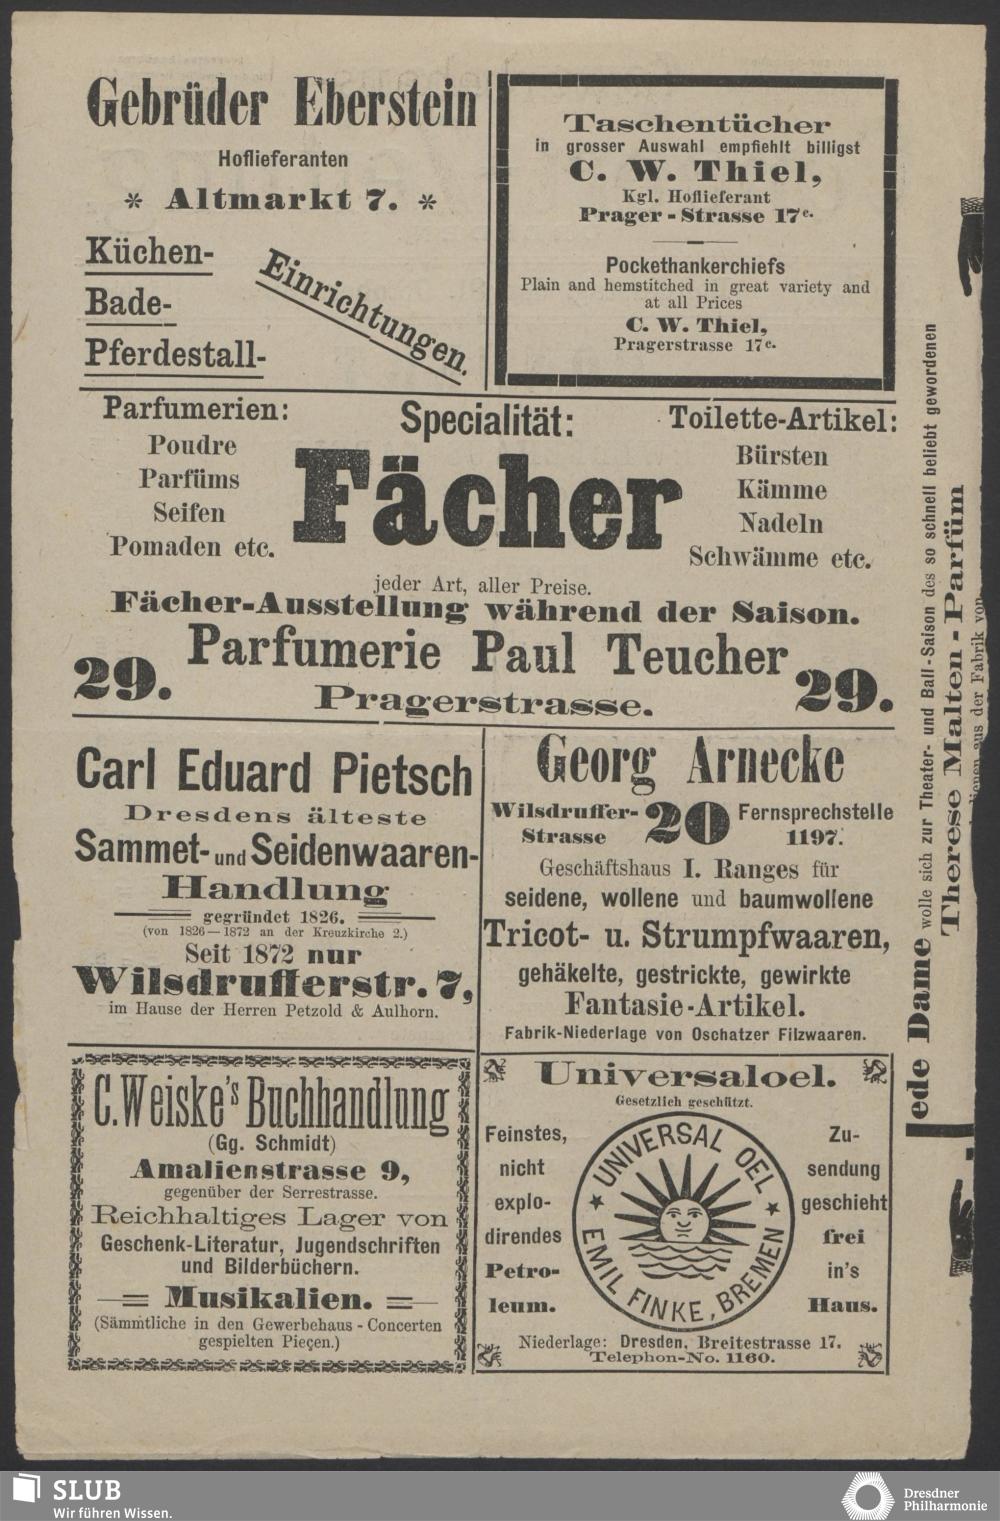 Gebrüder Eberstein
Hoflieferanten
* Altmarkt 7. *
Küchen-
Bade-
Pferdestall-
Einrichtungen.
Taschentücher
in grosser Auswahl empfiehlt billigst
C. W. Thiel,
Kgl. Hoflieferant
Prager-Strasse 17c.
Pockethankerchiefs
Plain and hemstitched in great variety and
at all Prices
C. W. Thiel,
Pragerstrasse 17c.
Parfumerien:
Poudre
Parfüms
Seifen
Pomaden etc.
Specialität:
Fächer
Toilette-Artikel:
Bürsten
Kämme
Nadeln
Schwämme etc.
jeder Art, aller Preise.
Fächer-Ausstellung während der Saison.
29. Parfumerie Paul Teucher 29.
Pragerstrasse.
Carl Eduard Pietsch
Dresdens älteste
Sammet- und Seidenwaaren-
Handlung
gegründet 1826.
(von 1826—1872 an der Kreuzkirche 2.)
Seit 1872 nur
Wilsdrufferstr. 7,
im Hause der Herren Petzold & Aulhorn.
Georg Arnecke
Wilsdruffer-
Strasse
20
Fernsprechstelle
1197.
Geschäftshaus I. Ranges für
seidene, wollene und baumwollene
Tricot- u. Strumpfwaaren,
gehäkelte, gestrickte, gewirkte
Fantasie-Artikel.
Fabrik-Niederlage von Oschatzer Filzwaaren.
C. Weiske's Buchhandlung
(Gg. Schmidt)
Amalienstrasse 9,
gegenüber der Serrestrasse.
Reichhaltiges Lager von
Geschenk-Literatur, Jugendschriften
und Bilderbüchern.
Musikalien.
(Sämmtliche in den Gewerbehaus-Concerten
gespielten Pieçen.)
Universaloel.
Gesetzlich geschützt.
Feinstes,
nicht
explo-
direndes
Petro-
leum.
UNIVERSAL OEL
EMIL FINKE, BREMEN
Zu-
sendung
geschieht
frei
in's
Haus.
Niederlage: Dresden, Breitestrasse 17.
Telephon-No. 1160.
Jede Dame wolle sich zur Theater- und Ball-Saison des so schnell beliebt gewordenen
Therese Malten-Parfüm
aus der Fabrik von
SLUB
Wir führen Wissen.
Dresdner
Philharmonie